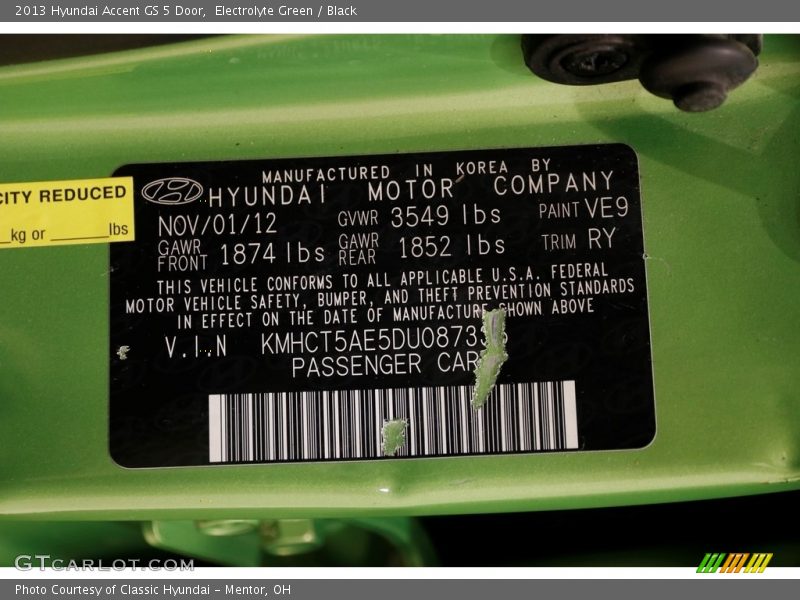 2013 Hyundai Accent GS 5 Door, Electrolyte Green / Black
CITY REDUCED
kg or lbs
MANUFACTURED IN KOREA BY
HYUNDAI MOTOR COMPANY
NOV/01/12 GVWR 3549 lbs PAINT VE9
GAWR FRONT 1874 lbs GAWR REAR 1852 lbs TRIM RY
THIS VEHICLE CONFORMS TO ALL APPLICABLE U.S.A. FEDERAL
MOTOR VEHICLE SAFETY, BUMPER, AND THEFT PREVENTION STANDARDS
IN EFFECT ON THE DATE OF MANUFACTURE SHOWN ABOVE
V.I.N KMHCT5AE5DU0873
PASSENGER CAR
GTCARLOT.COM
Photo Courtesy of Classic Hyundai - Mentor, OH